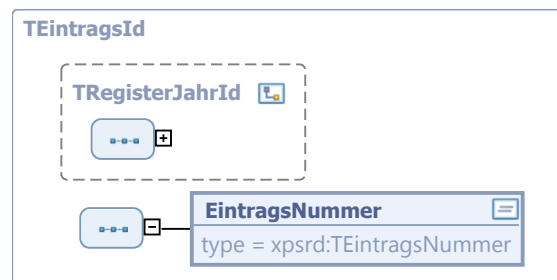 TEintragsId
TRegisterJahrId
EintragsNummer
type = xpsrd:TEintragsNummer